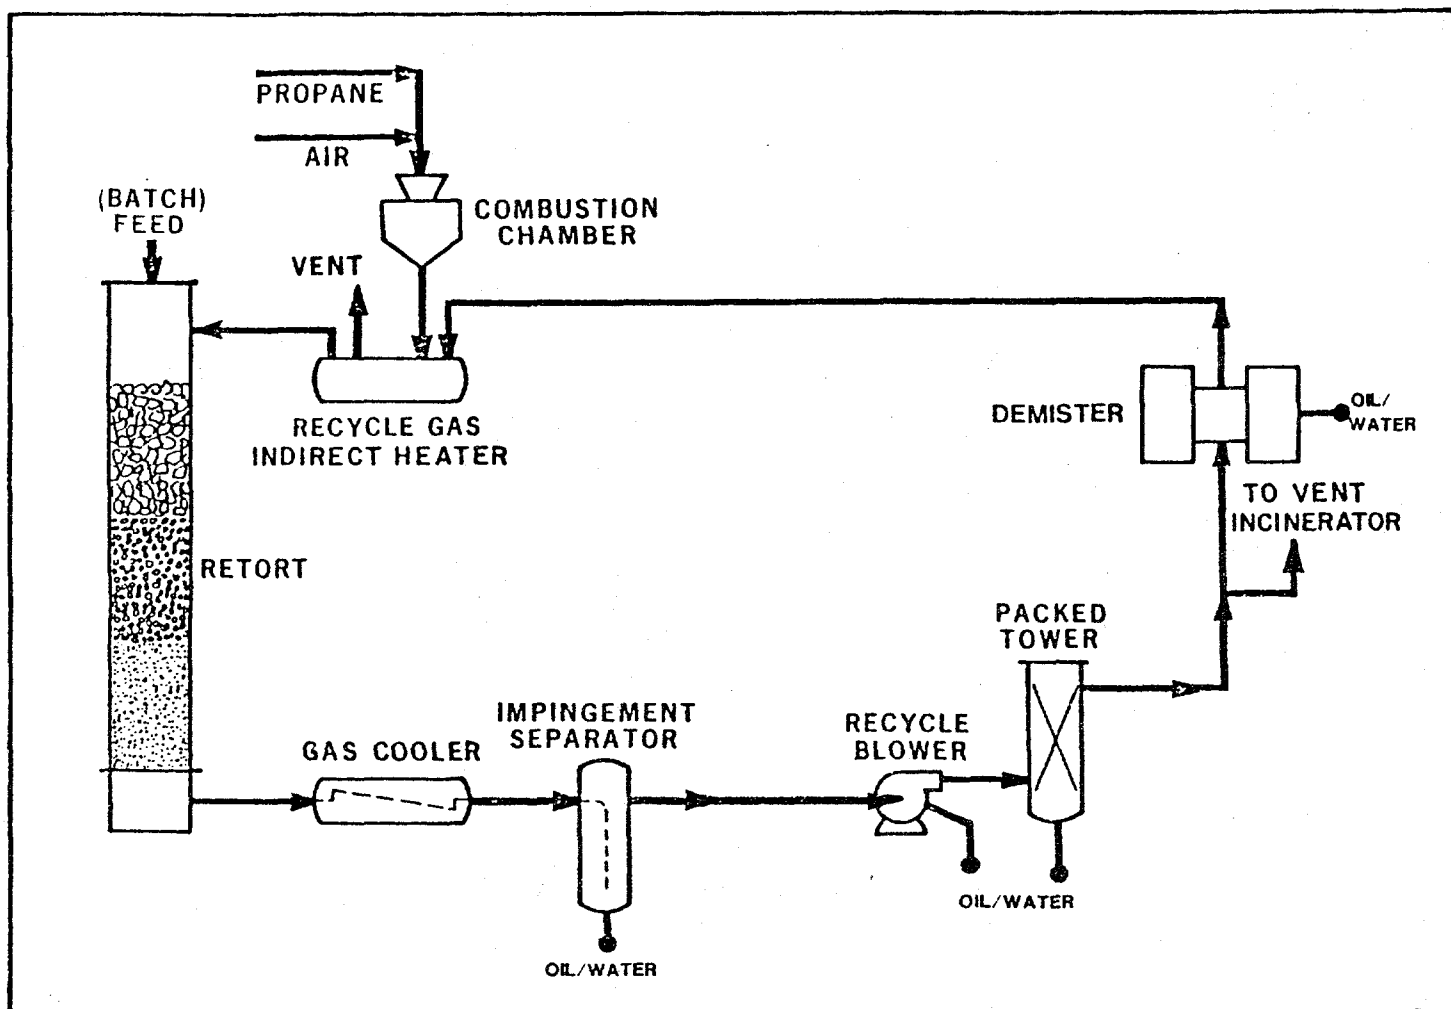 PROPANE
AIR
(BATCH)
FEED
COMBUSTION
CHAMBER
VENT
RECYCLE GAS
INDIRECT HEATER
DEMISTER
OIL/
WATER
TO VENT
INCINERATOR
RETORT
PACKED
TOWER
IMPINGEMENT
SEPARATOR
RECYCLE
BLOWER
GAS COOLER
OIL/WATER
OIL/WATER